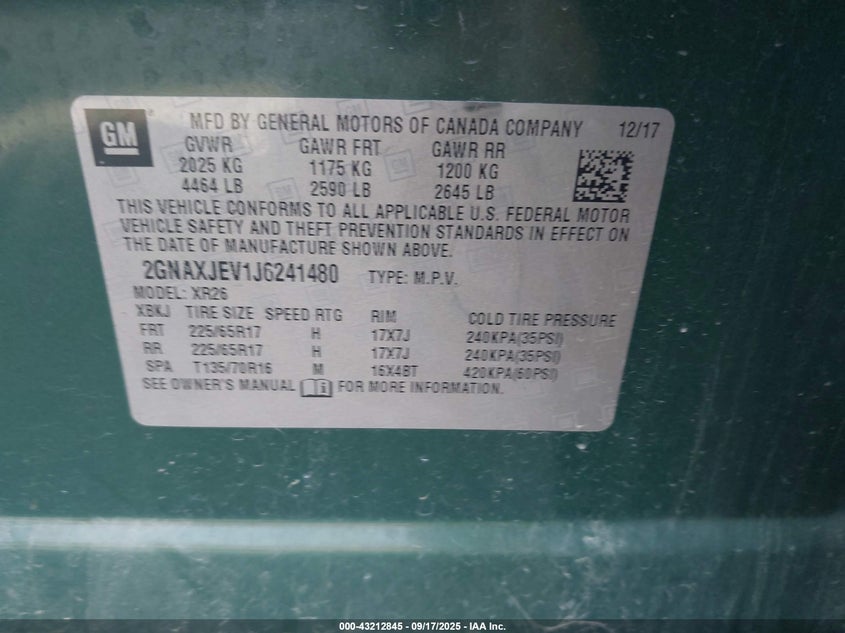 GM
MFD BY GENERAL MOTORS OF CANADA COMPANY 12/17
GVWR GAWR FRT GAWR RR
2025 KG 1175 KG 1200 KG
4464 LB 2590 LB 2645 LB
THIS VEHICLE CONFORMS TO ALL APPLICABLE U.S. FEDERAL MOTOR
VEHICLE SAFETY AND THEFT PREVENTION STANDARDS IN EFFECT ON
THE DATE OF MANUFACTURE SHOWN ABOVE.
2GNAXJEV1J6241480 TYPE: M.P.V.
MODEL: XR26
XBKJ TIRE SIZE SPEED RTG RIM COLD TIRE PRESSURE
FRT 225/65R17 H 17X7J 240KPA(35PSI)
RR 225/65R17 H 17X7J 240KPA(35PSI)
SPA T135/70R16 M 16X4BT 420KPA(60PSI)
SEE OWNER'S MANUAL FOR MORE INFORMATION.
000-43212845 - 09/17/2025 - IAA Inc.